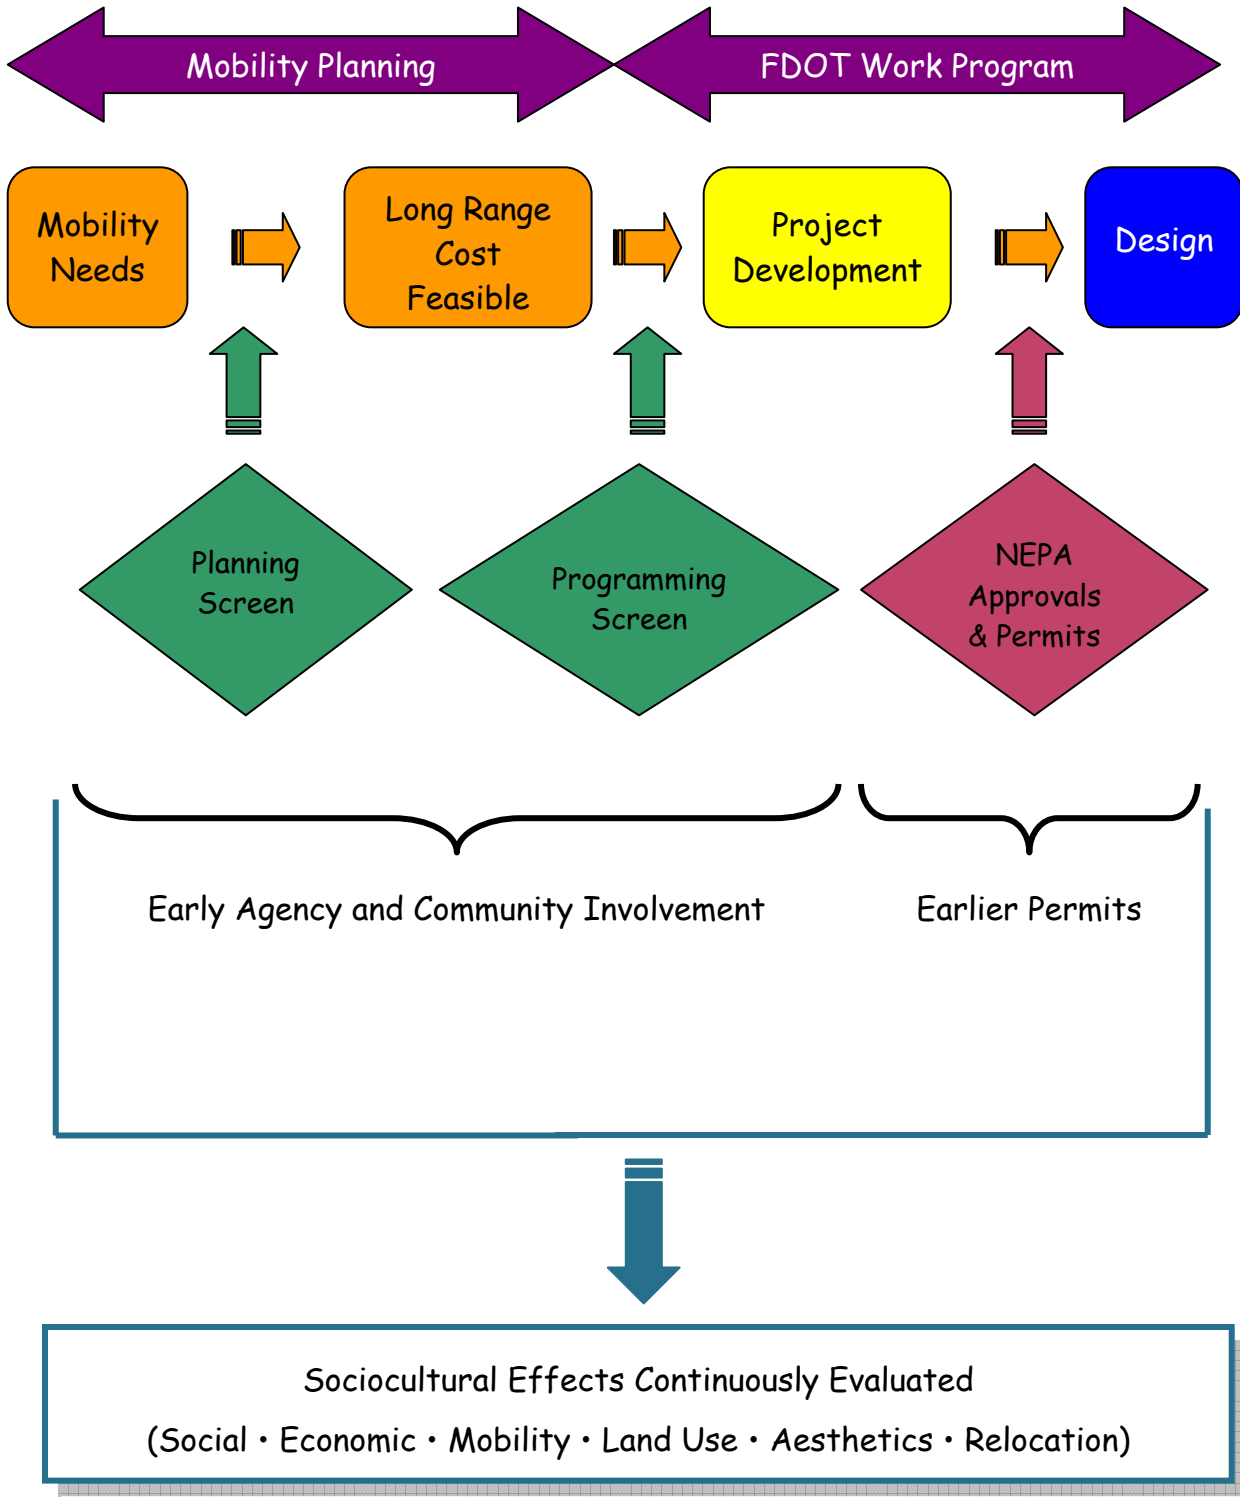 Mobility Planning
FDOT Work Program
Mobility
Needs
Long Range
Cost
Feasible
Project
Development
Design
Planning
Screen
Programming
Screen
NEPA
Approvals
& Permits
Early Agency and Community Involvement
Earlier Permits
Sociocultural Effects Continuously Evaluated
(Social • Economic • Mobility • Land Use • Aesthetics • Relocation)